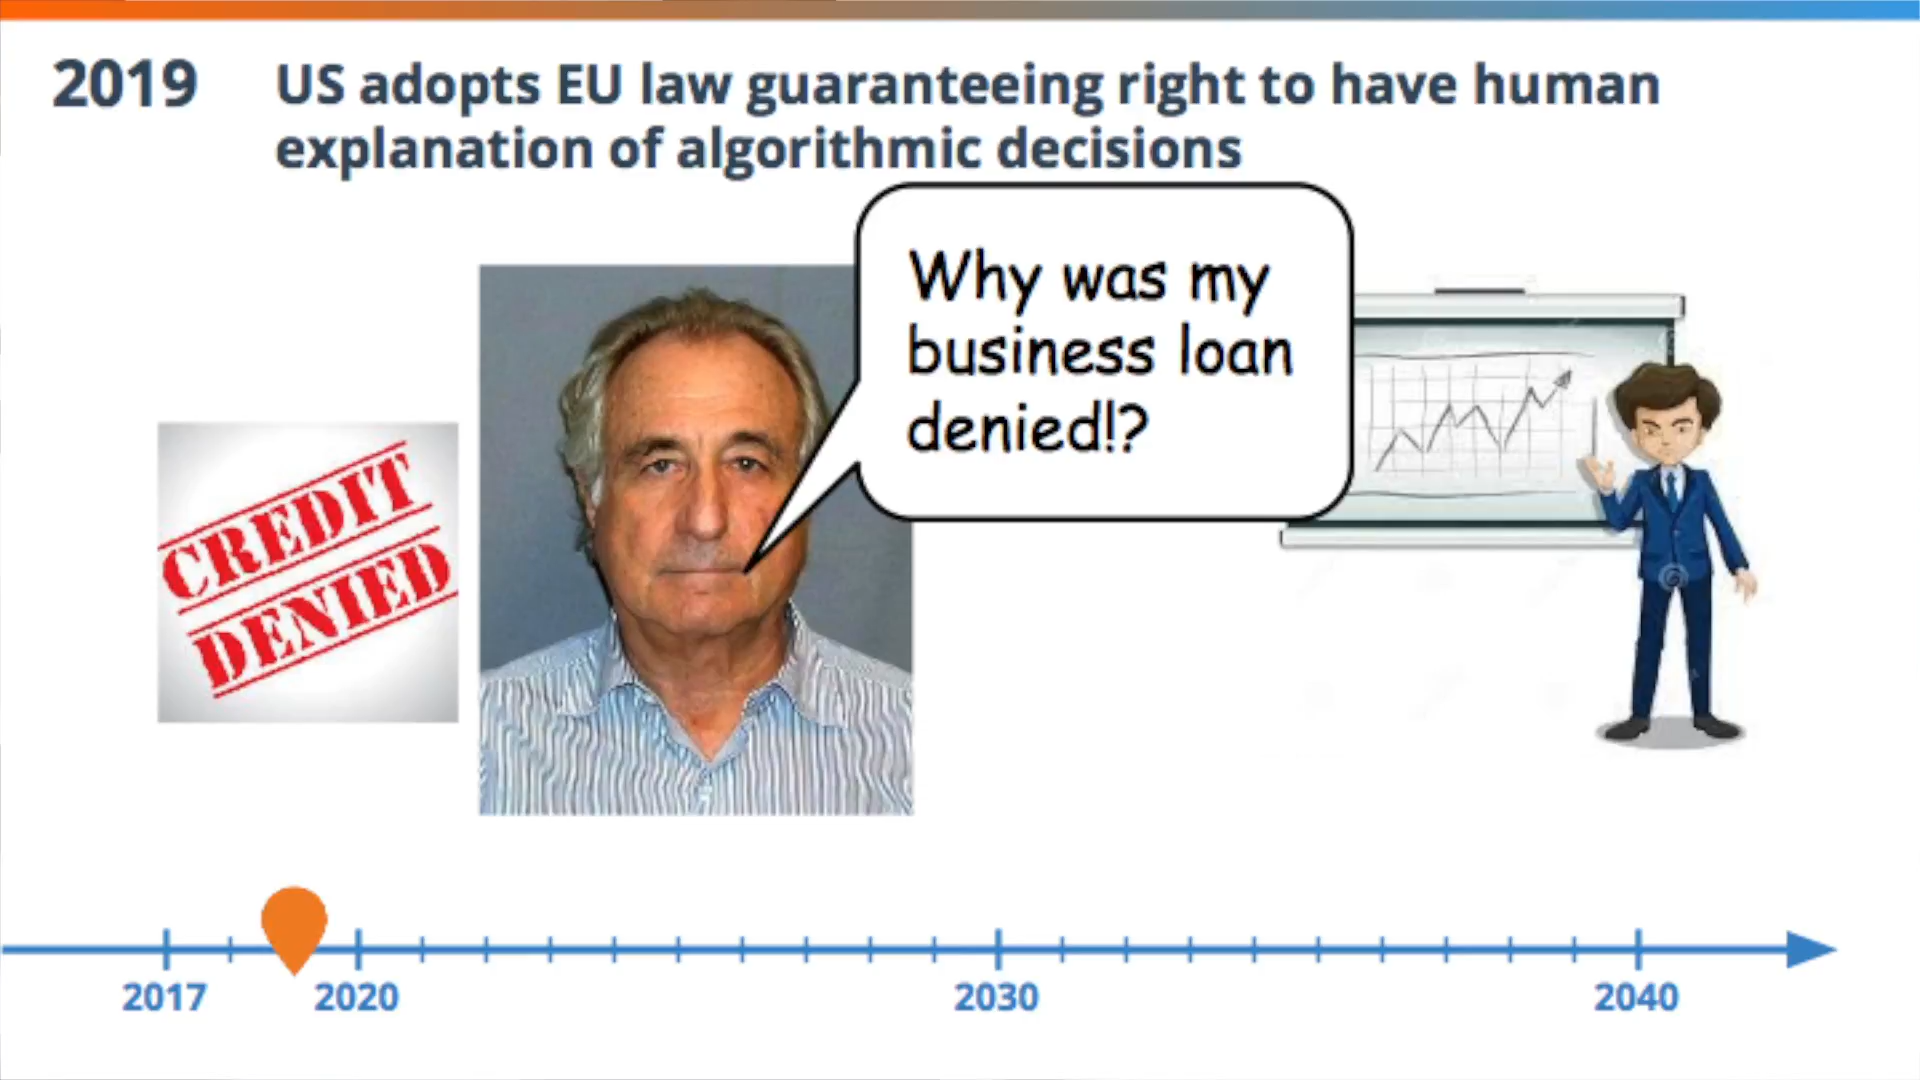 2019
US adopts EU law guaranteeing right to have human
explanation of algorithmic decisions
Why was my
business loan
denied!?
CREDIT
DENIED
2017
2020
2030
2040